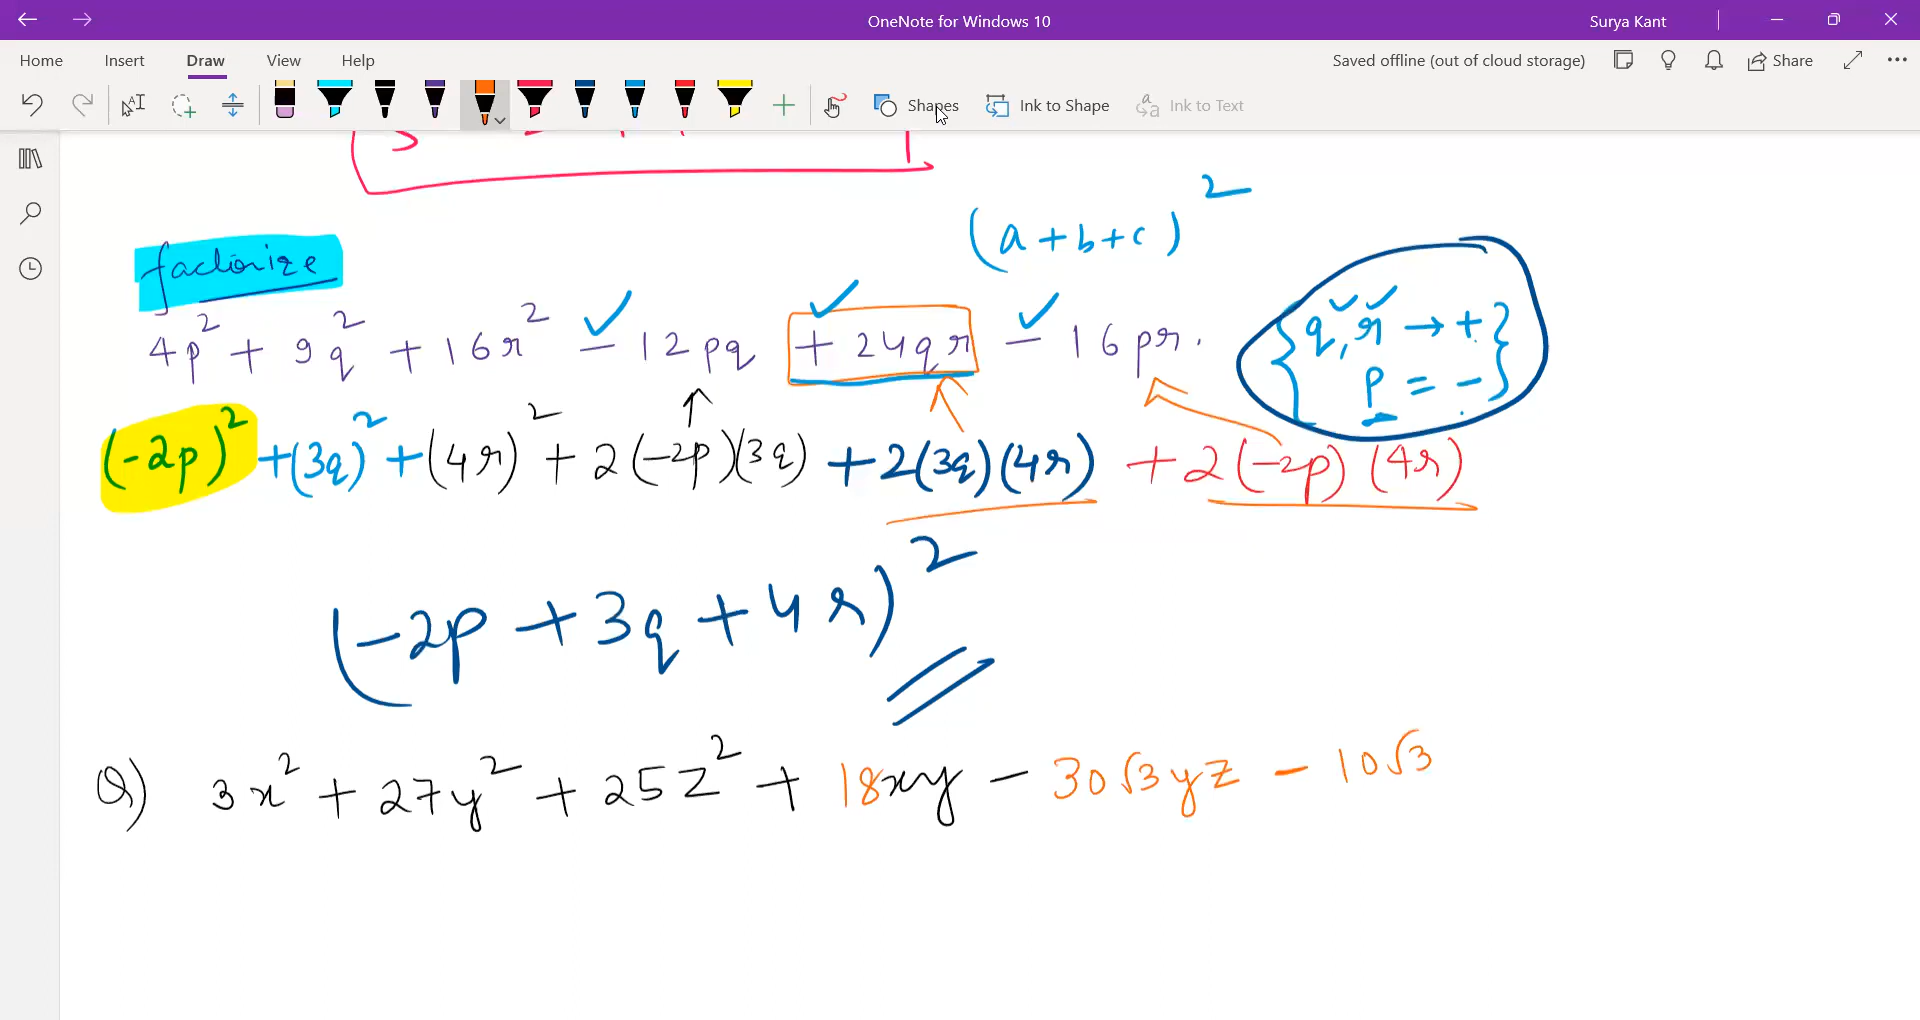 OneNote for Windows 10
Surya Kant
Home Insert Draw View Help
Saved offline (out of cloud storage)
Share
Shapes
Ink to Shape
Ink to Text
(a+b+c)²
factorize
4p² + 9q² + 16r² - 12pq + 24qr - 16pr.
{q, r → +
p = -}
(-2p)² + (3q)² + (4r)² + 2(-2p)(3q) + 2(3q)(4r) + 2(-2p)(4r)
(-2p + 3q + 4r)²
Q) 3x² + 27y² + 25z² + 18xy - 30√3yz - 10√3